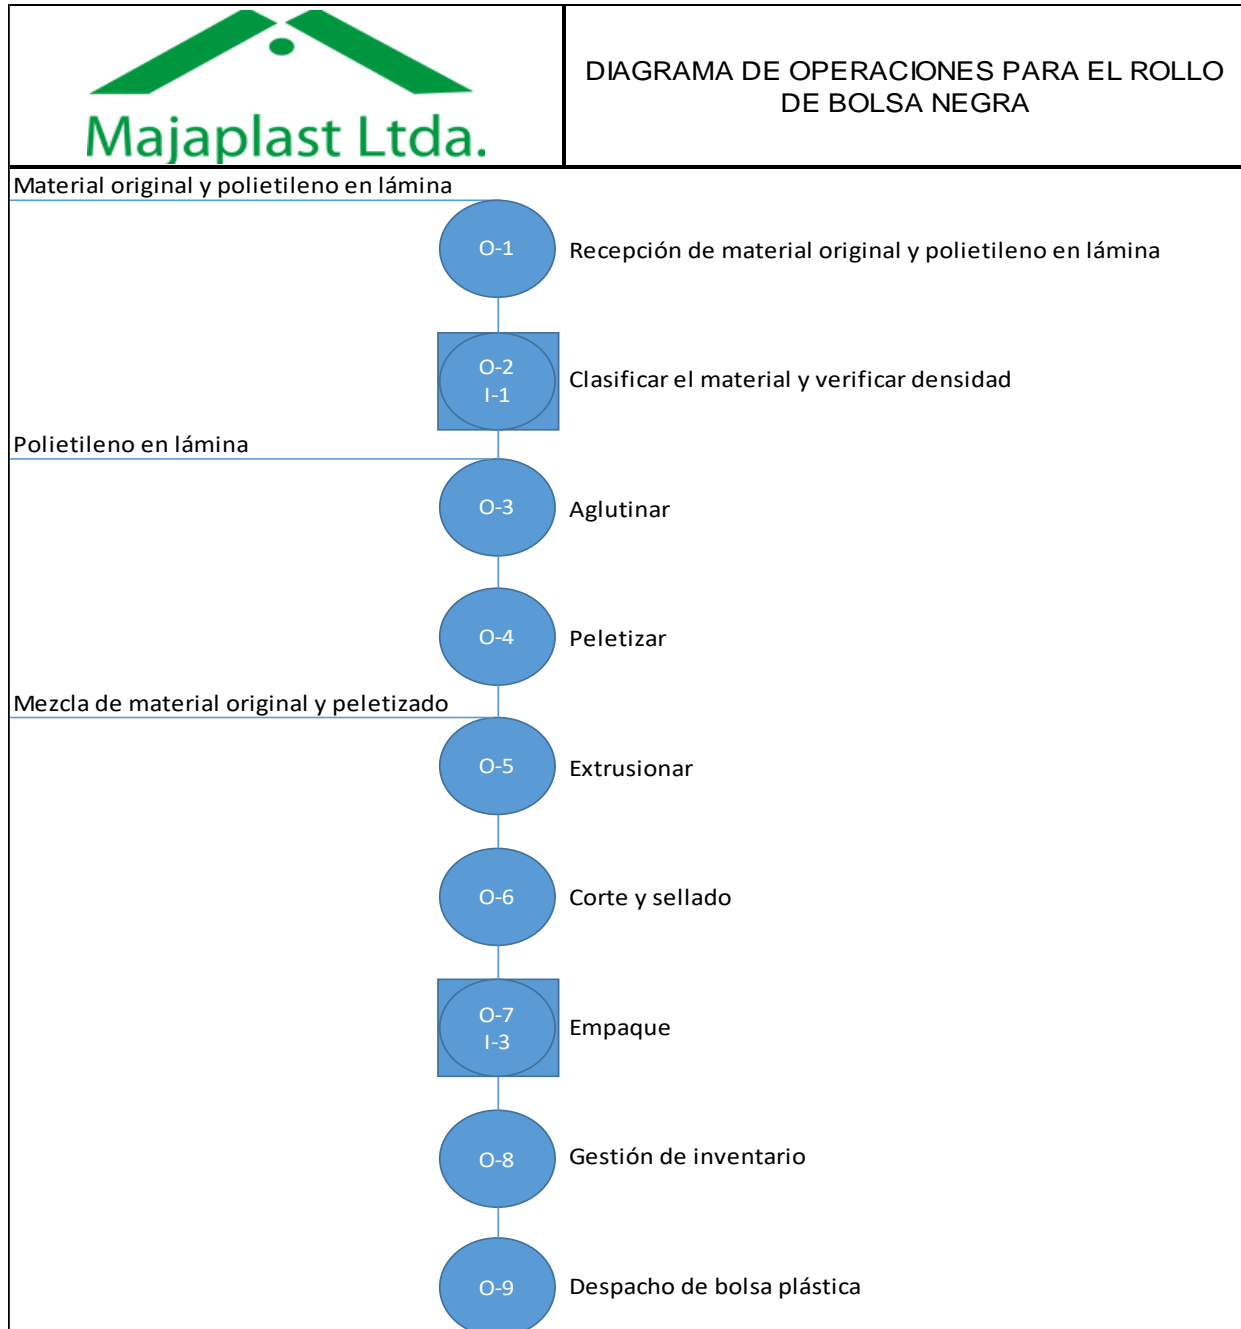 Majaplast Ltda.
DIAGRAMA DE OPERACIONES PARA EL ROLLO
DE BOLSA NEGRA
Material original y polietileno en lámina
O-1
Recepción de material original y polietileno en lámina
O-2
I-1
Clasificar el material y verificar densidad
Polietileno en lámina
O-3
Aglutinar
O-4
Peletizar
Mezcla de material original y peletizado
O-5
Extrusionar
O-6
Corte y sellado
O-7
I-3
Empaque
O-8
Gestión de inventario
O-9
Despacho de bolsa plástica